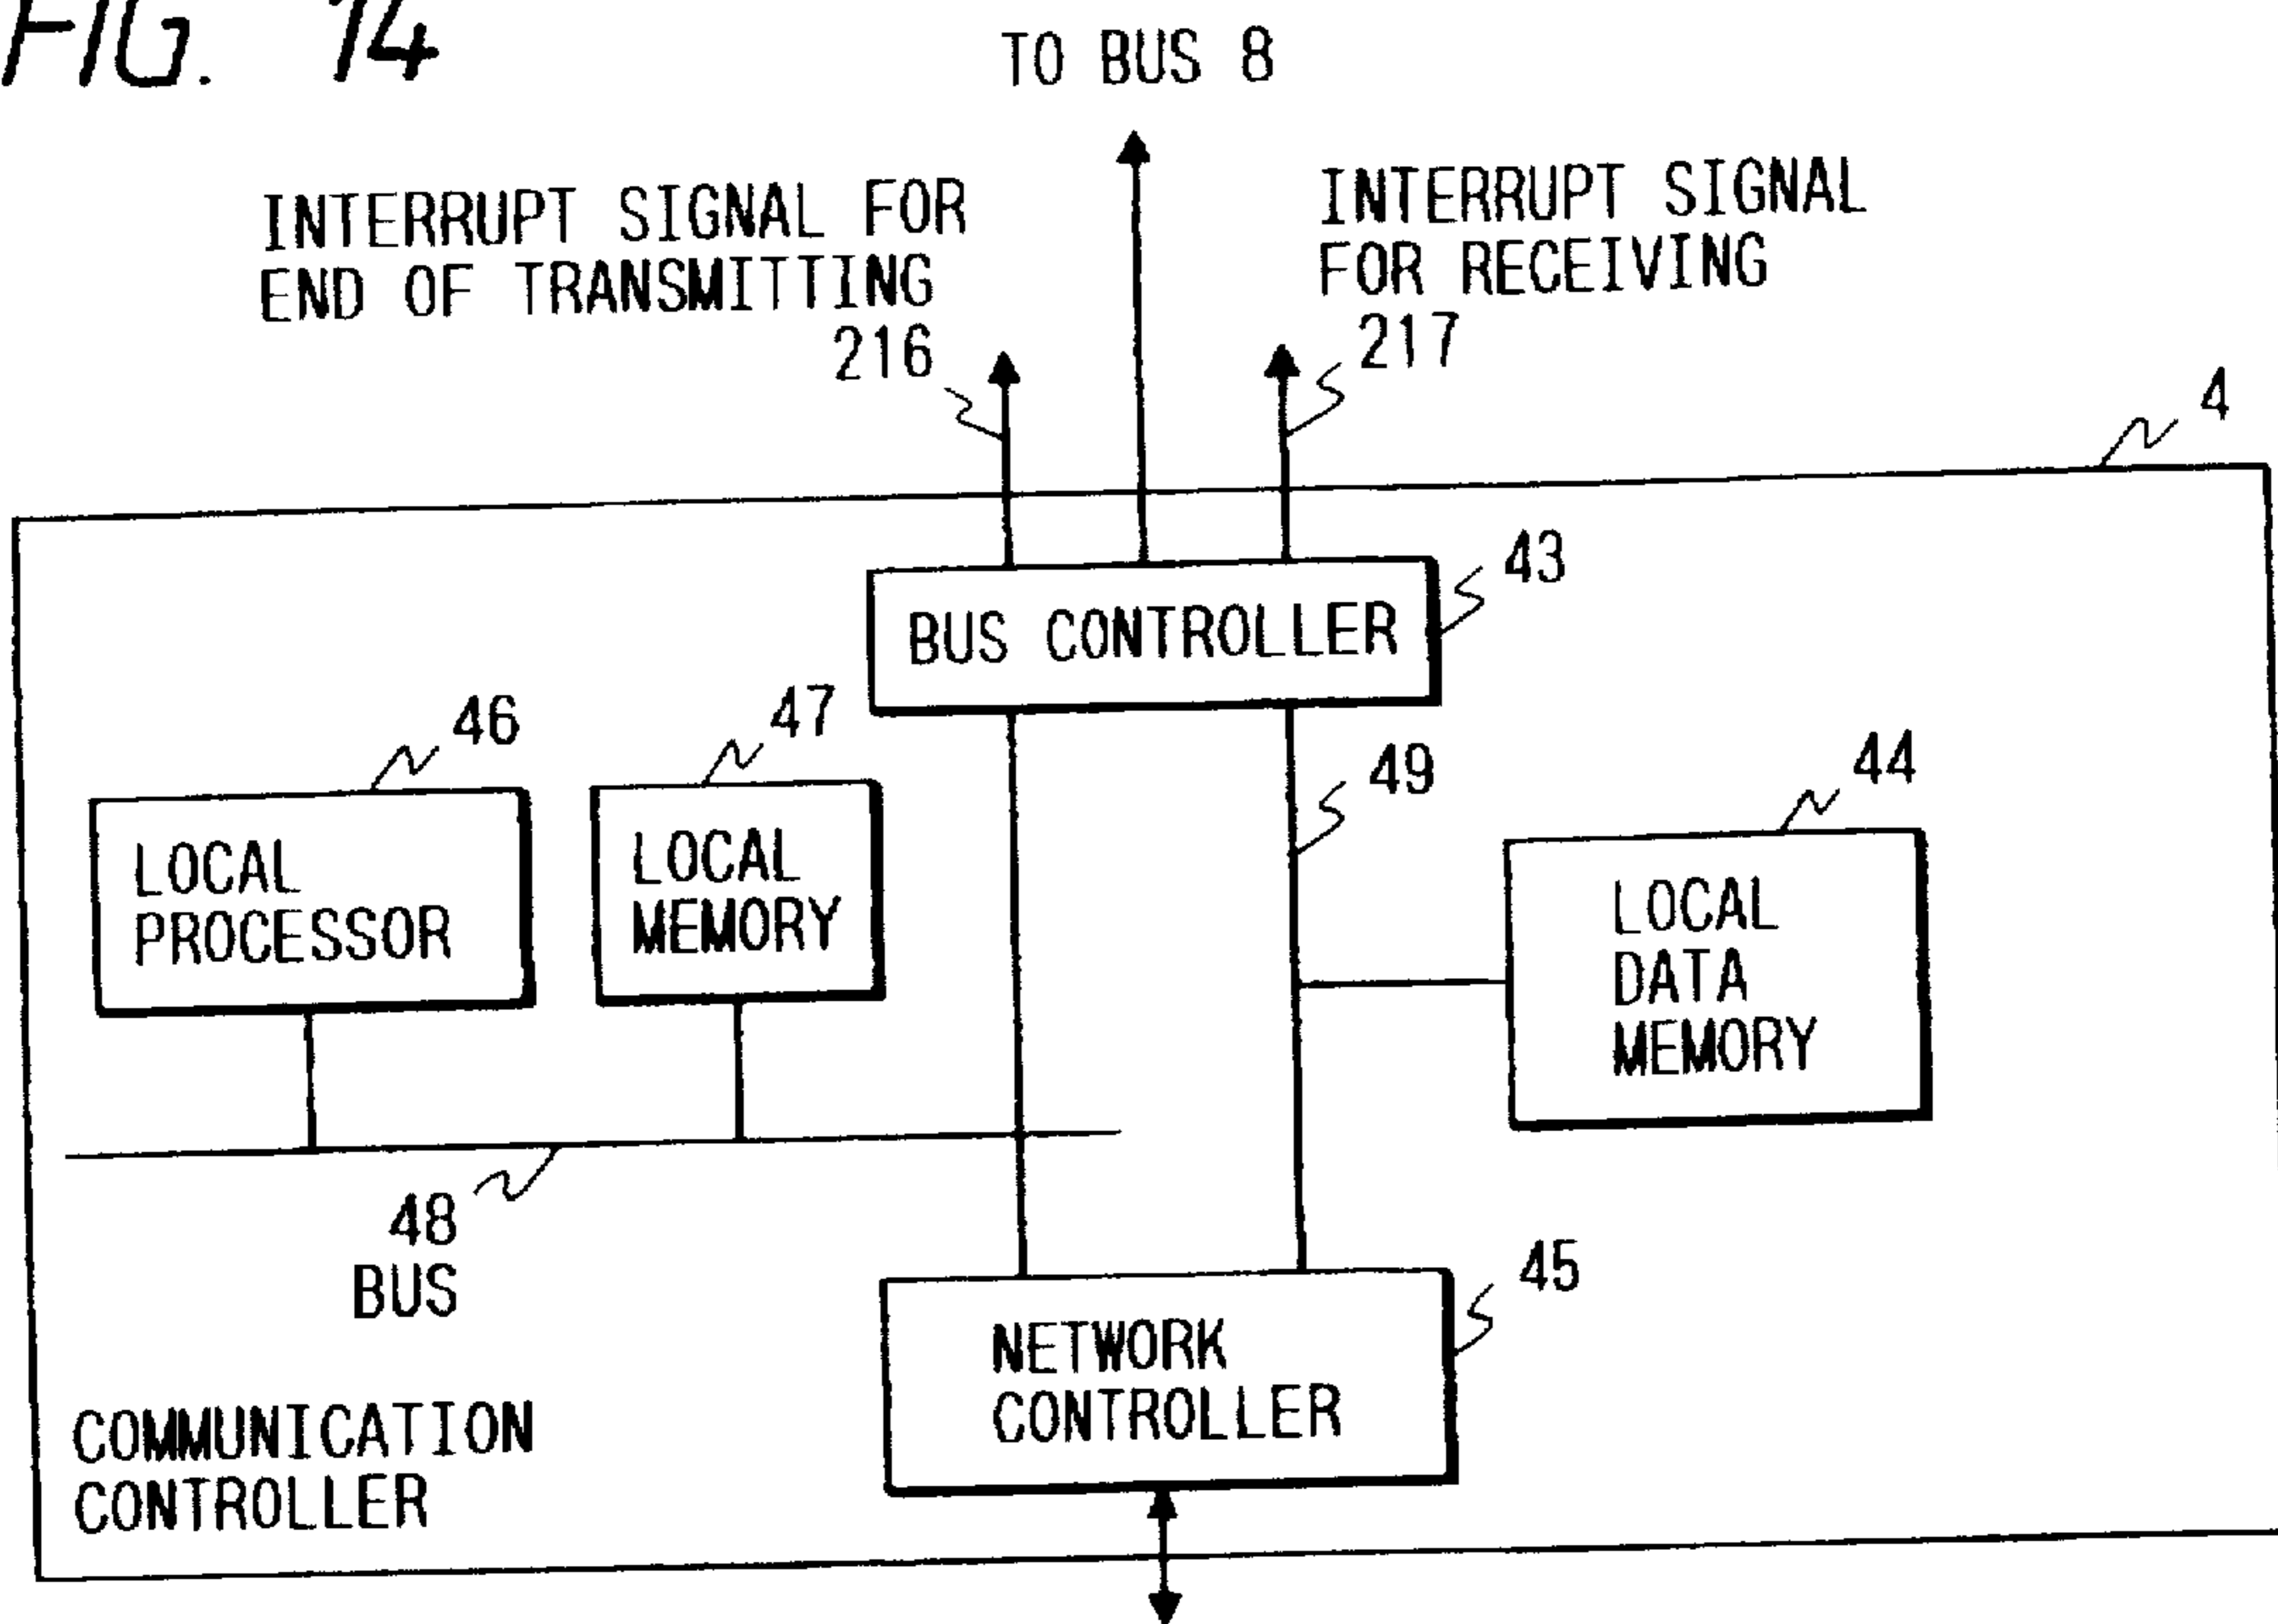 FIG. 14
TO BUS 8
INTERRUPT SIGNAL FOR
END OF TRANSMITTING
216
INTERRUPT SIGNAL
FOR RECEIVING
217
4
43
BUS CONTROLLER
46
47
49
44
LOCAL
PROCESSOR
LOCAL
MEMORY
LOCAL
DATA
MEMORY
48
BUS
45
NETWORK
CONTROLLER
COMMUNICATION
CONTROLLER